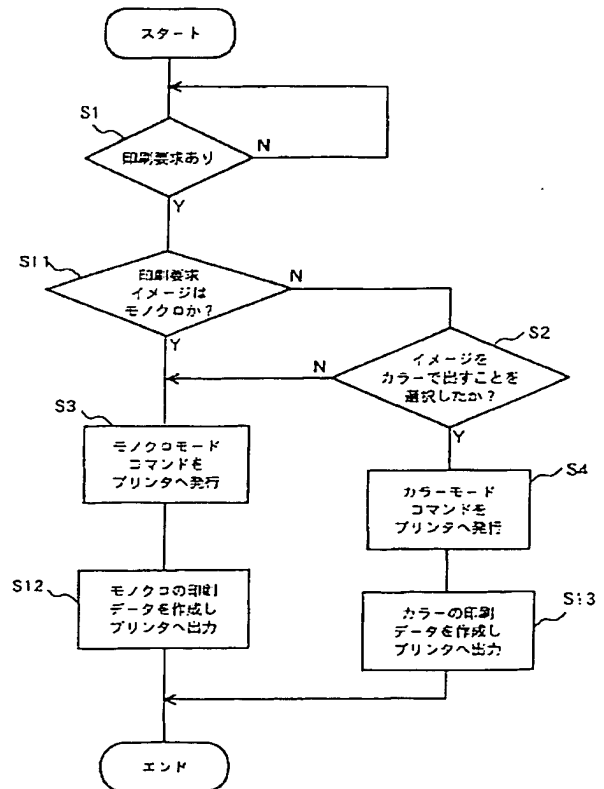 スタート
S1
印刷要求あり
N
Y
S11
印刷要求
イメージは
モノクロか？
N
Y
S2
イメージを
カラーで出すことを
選択したか？
N
Y
S3
モノクロモード
コマンドを
プリンタへ発行
S4
カラーモード
コマンドを
プリンタへ発行
S12
モノクロの印刷
データを作成し
プリンタへ出力
S13
カラーの印刷
データを作成し
プリンタへ出力
エンド